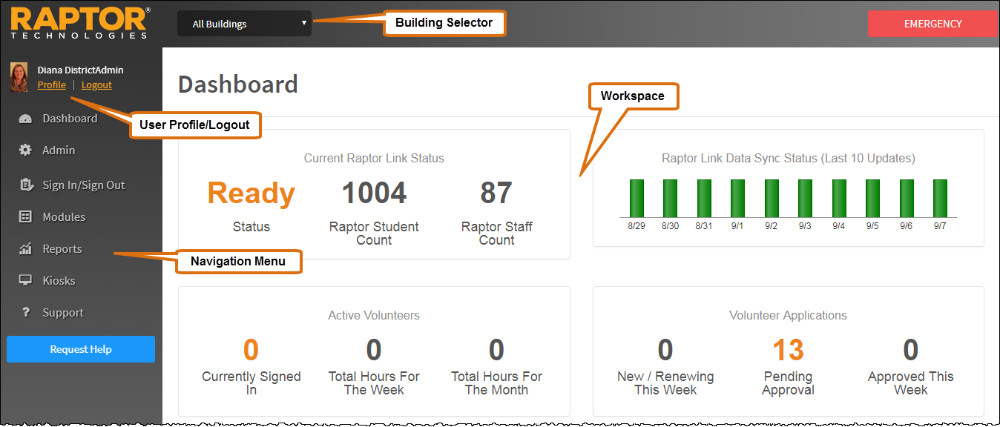 RAPTOR®
TECHNOLOGIES
All Buildings
Building Selector
EMERGENCY
Diana DistrictAdmin
Profile | Logout
User Profile/Logout
Dashboard
Admin
Sign In/Sign Out
Modules
Reports
Navigation Menu
Kiosks
? Support
Request Help
Dashboard
Workspace
Current Raptor Link Status
Ready
Status
1004
Raptor Student
Count
87
Raptor Staff
Count
Raptor Link Data Sync Status (Last 10 Updates)
8/29 8/30 8/31 9/1 9/2 9/3 9/4 9/5 9/6 9/7
Active Volunteers
0
Currently Signed
In
0
Total Hours For
The Week
0
Total Hours For
The Month
Volunteer Applications
0
New / Renewing
This Week
13
Pending
Approval
0
Approved This
Week